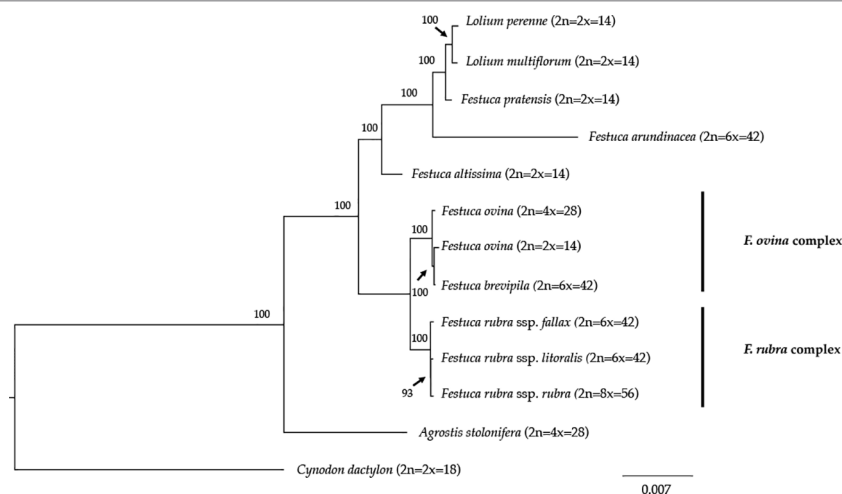 100
Lolium perenne (2n=2x=14)
100
Lolium multiflorum (2n=2x=14)
100
Festuca pratensis (2n=2x=14)
100
Festuca arundinacea (2n=6x=42)
Festuca altissima (2n=2x=14)
100
Festuca ovina (2n=4x=28)
100
F. ovina complex
Festuca ovina (2n=2x=14)
100
Festuca brevipila (2n=6x=42)
100
Festuca rubra ssp. fallax (2n=6x=42)
100
F. rubra complex
Festuca rubra ssp. litoralis (2n=6x=42)
93
Festuca rubra ssp. rubra (2n=8x=56)
Agrostis stolonifera (2n=4x=28)
Cynodon dactylon (2n=2x=18)
0.007